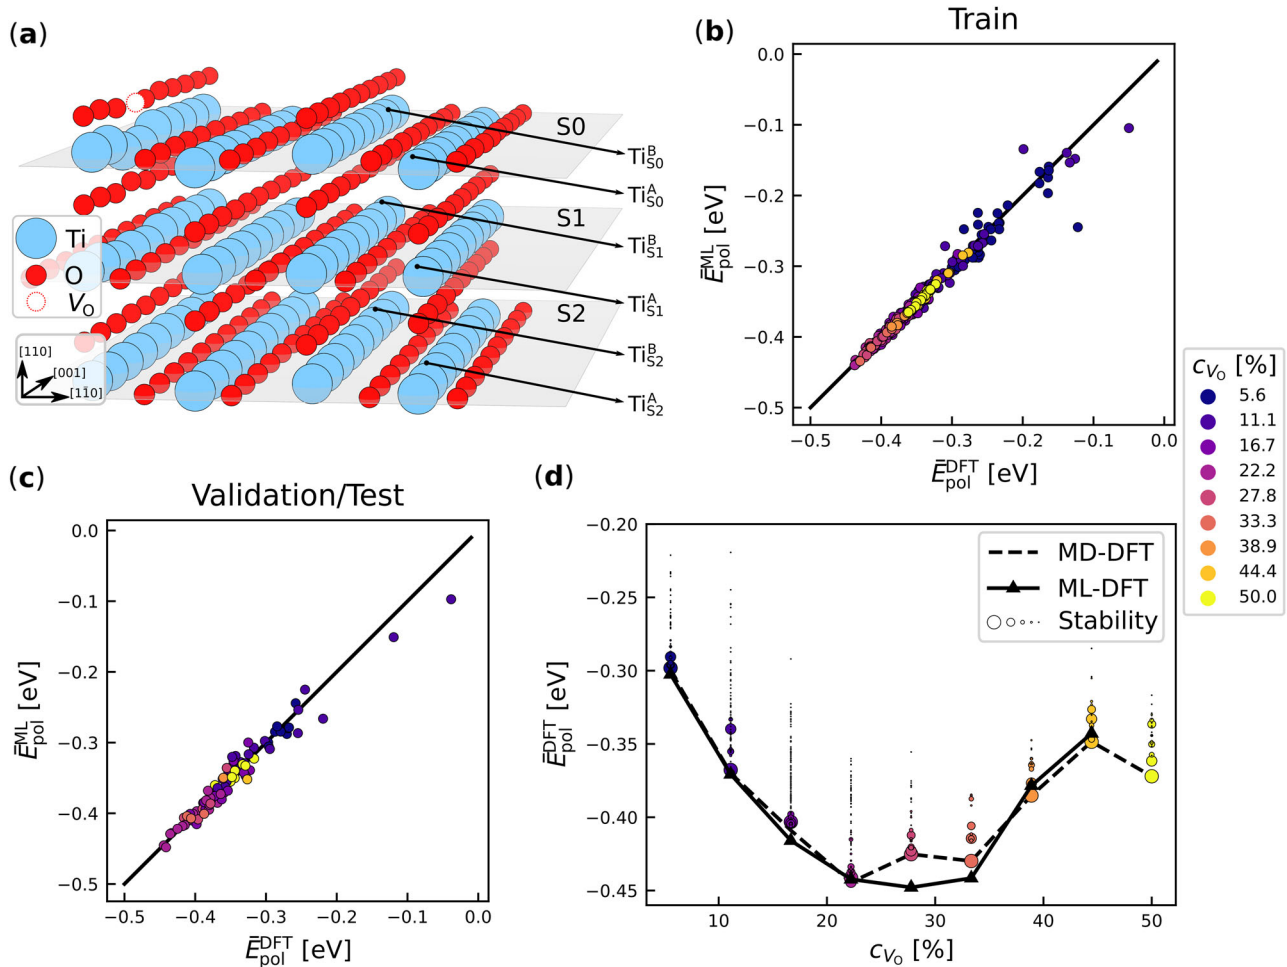 (a)
S0
S1
S2
Ti^B_S0
Ti^A_S0
Ti^B_S1
Ti^A_S1
Ti^B_S2
Ti^A_S2
Ti
O
V_O
[110]
[001]
[11̄0]
(b)
Train
0.0
−0.1
−0.2
−0.3
−0.4
−0.5
Ē^ML_pol [eV]
−0.5 −0.4 −0.3 −0.2 −0.1 0.0
Ē^DFT_pol [eV]
c_V_O [%]
5.6
11.1
16.7
22.2
27.8
33.3
38.9
44.4
50.0
(c)
Validation/Test
0.0
−0.1
−0.2
−0.3
−0.4
−0.5
Ē^ML_pol [eV]
−0.5 −0.4 −0.3 −0.2 −0.1 0.0
Ē^DFT_pol [eV]
(d)
−0.20
−0.25
−0.30
−0.35
−0.40
−0.45
Ē^DFT_pol [eV]
MD-DFT
ML-DFT
Stability
10 20 30 40 50
c_V_O [%]